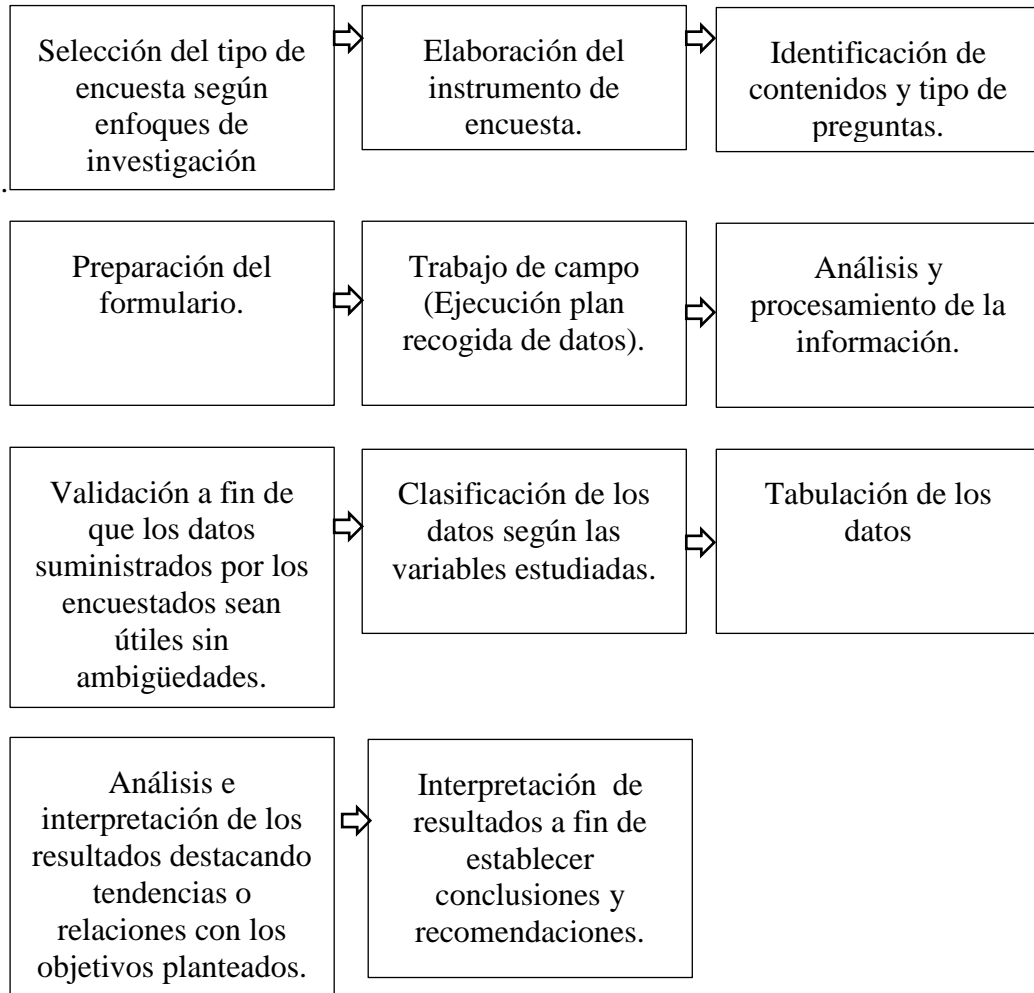 Selección del tipo de
encuesta según
enfoques de
investigación
.
Elaboración del
instrumento de
encuesta.
Identificación de
contenidos y tipo de
preguntas.
Preparación del
formulario.
Trabajo de campo
(Ejecución plan
recogida de datos).
Análisis y
procesamiento de la
información.
Validación a fin de
que los datos
suministrados por los
encuestados sean
útiles sin
ambigüedades.
Clasificación de los
datos según las
variables estudiadas.
Tabulación de los
datos
Análisis e
interpretación de los
resultados destacando
tendencias o
relaciones con los
objetivos planteados.
Interpretación de
resultados a fin de
establecer
conclusiones y
recomendaciones.